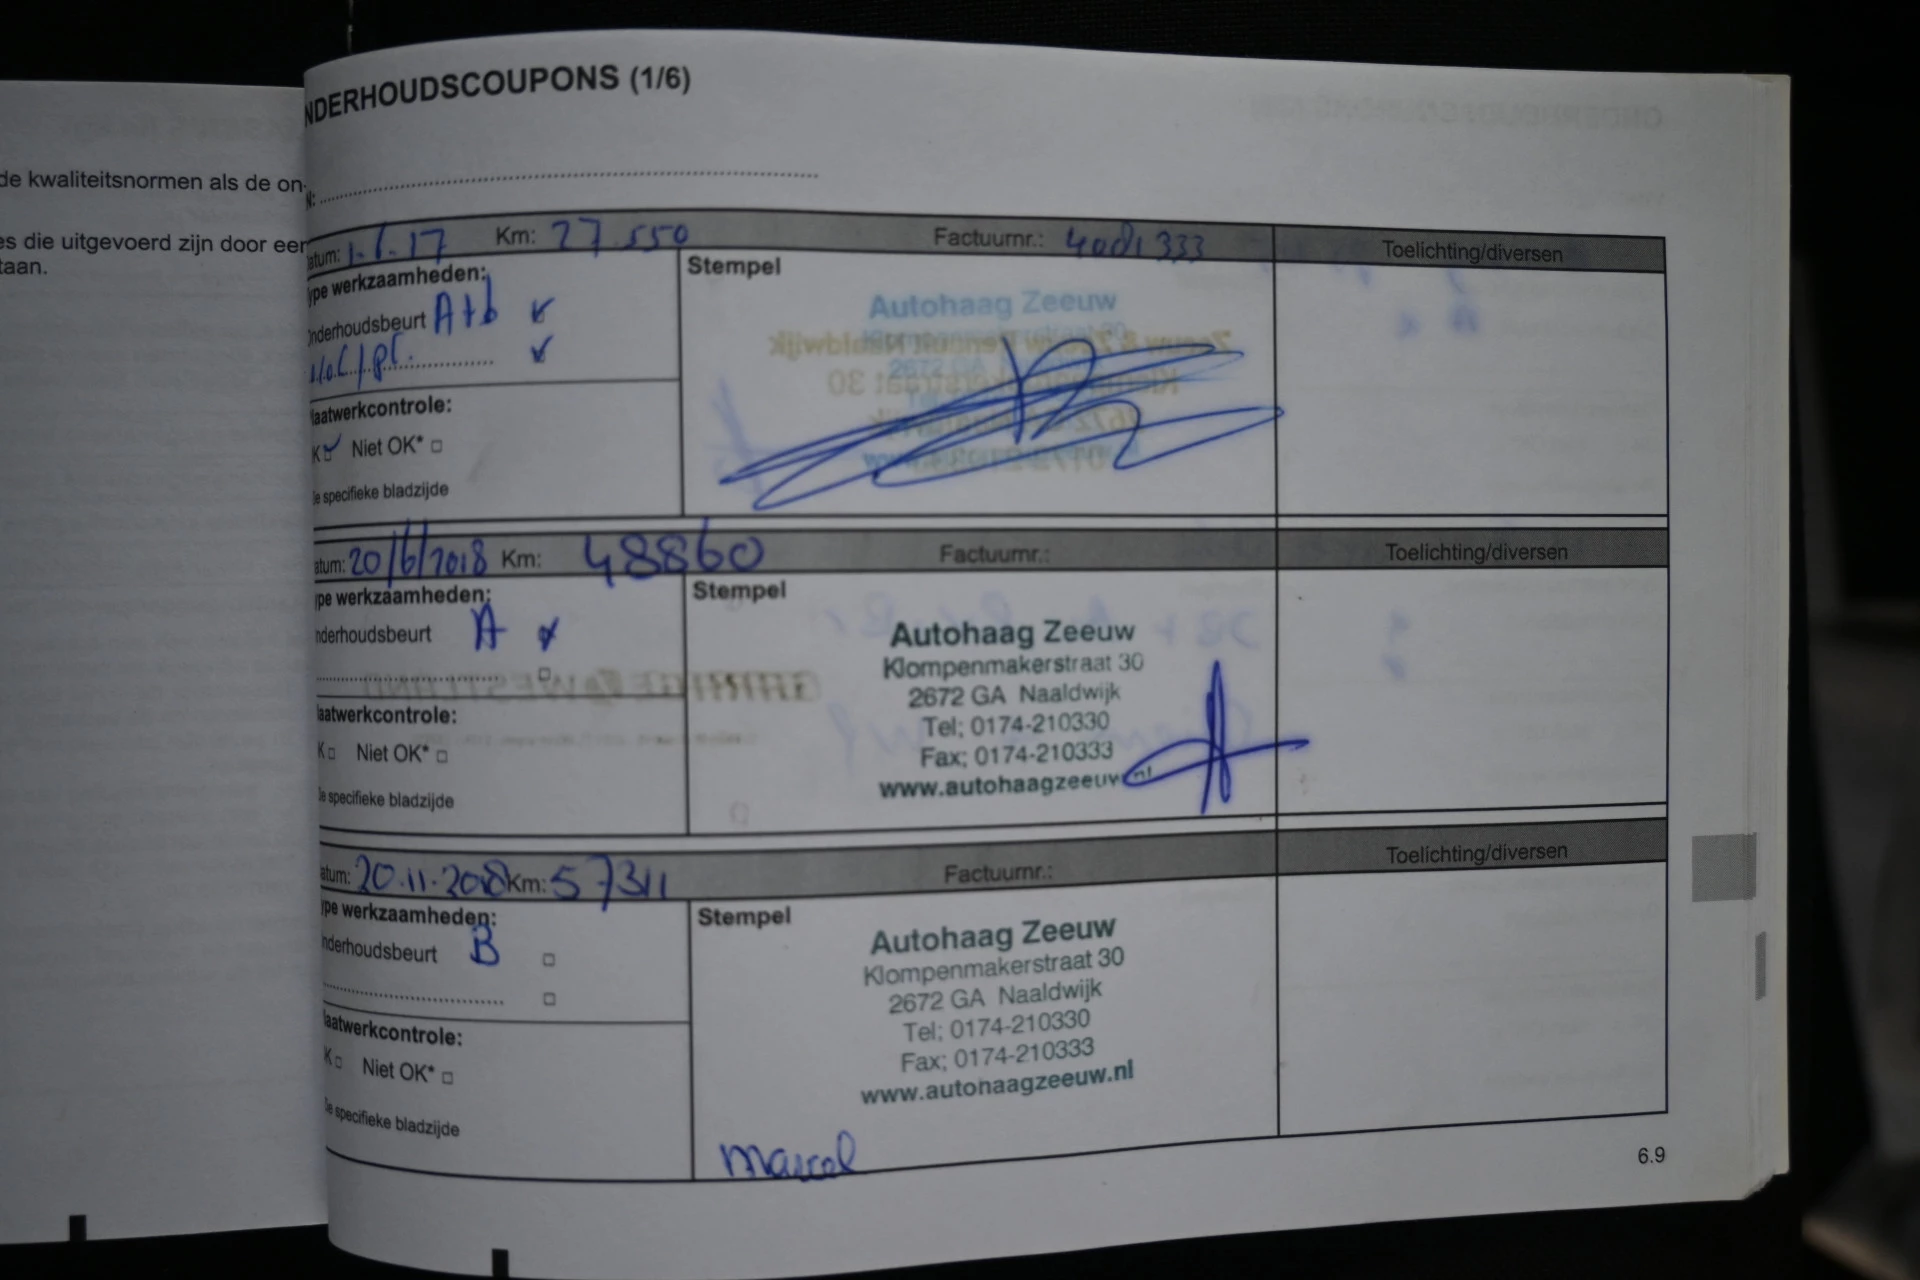 de kwaliteitsnormen als de on-
es die uitgevoerd zijn door een
taan.
NDERHOUDSCOUPONS (1/6)
N:
atum: 1.6.17 Km: 27.550 Factuurnr.: Toelichting/diversen
ype werkzaamheden:
Onderhoudsbeurt A+b
Stempel
Autohaag Zeeuw
laatwerkcontrole:
K Niet OK*
e specifieke bladzijde
atum: 20/6/2018 Km: 48860 Factuurnr.: Toelichting/diversen
ype werkzaamheden:
nderhoudsbeurt A
Stempel
Autohaag Zeeuw
Klompenmakerstraat 30
2672 GA Naaldwijk
Tel; 0174-210330
Fax; 0174-210333
www.autohaagzeeuw.nl
laatwerkcontrole:
K Niet OK*
e specifieke bladzijde
atum: 20.11.2018 Km: 57311 Factuurnr.: Toelichting/diversen
ype werkzaamheden:
nderhoudsbeurt B
Stempel
Autohaag Zeeuw
Klompenmakerstraat 30
2672 GA Naaldwijk
Tel; 0174-210330
Fax; 0174-210333
www.autohaagzeeuw.nl
laatwerkcontrole:
K Niet OK*
e specifieke bladzijde
Marcel
6.9